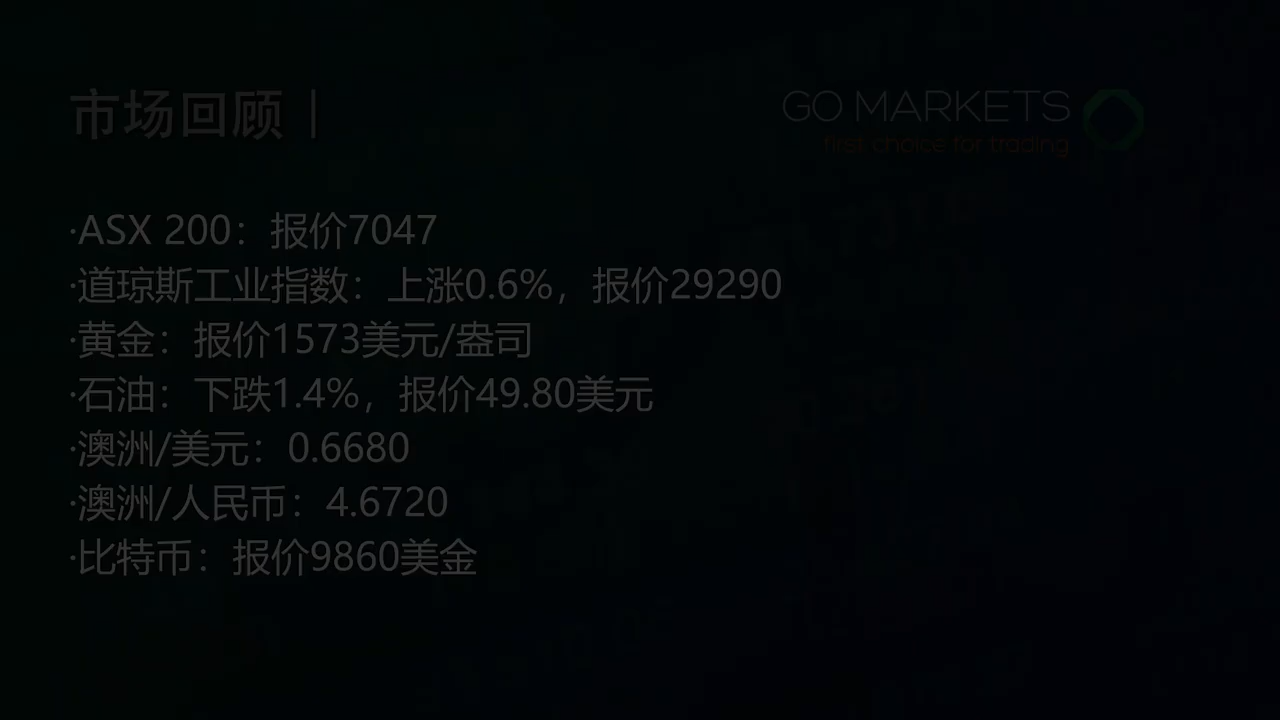 市场回顾｜
GO MARKETS
first choice for trading
·ASX 200：报价7047
·道琼斯工业指数：上涨0.6%，报价29290
·黄金：报价1573美元/盎司
·石油：下跌1.4%，报价49.80美元
·澳洲/美元：0.6680
·澳洲/人民币：4.6720
·比特币：报价9860美金